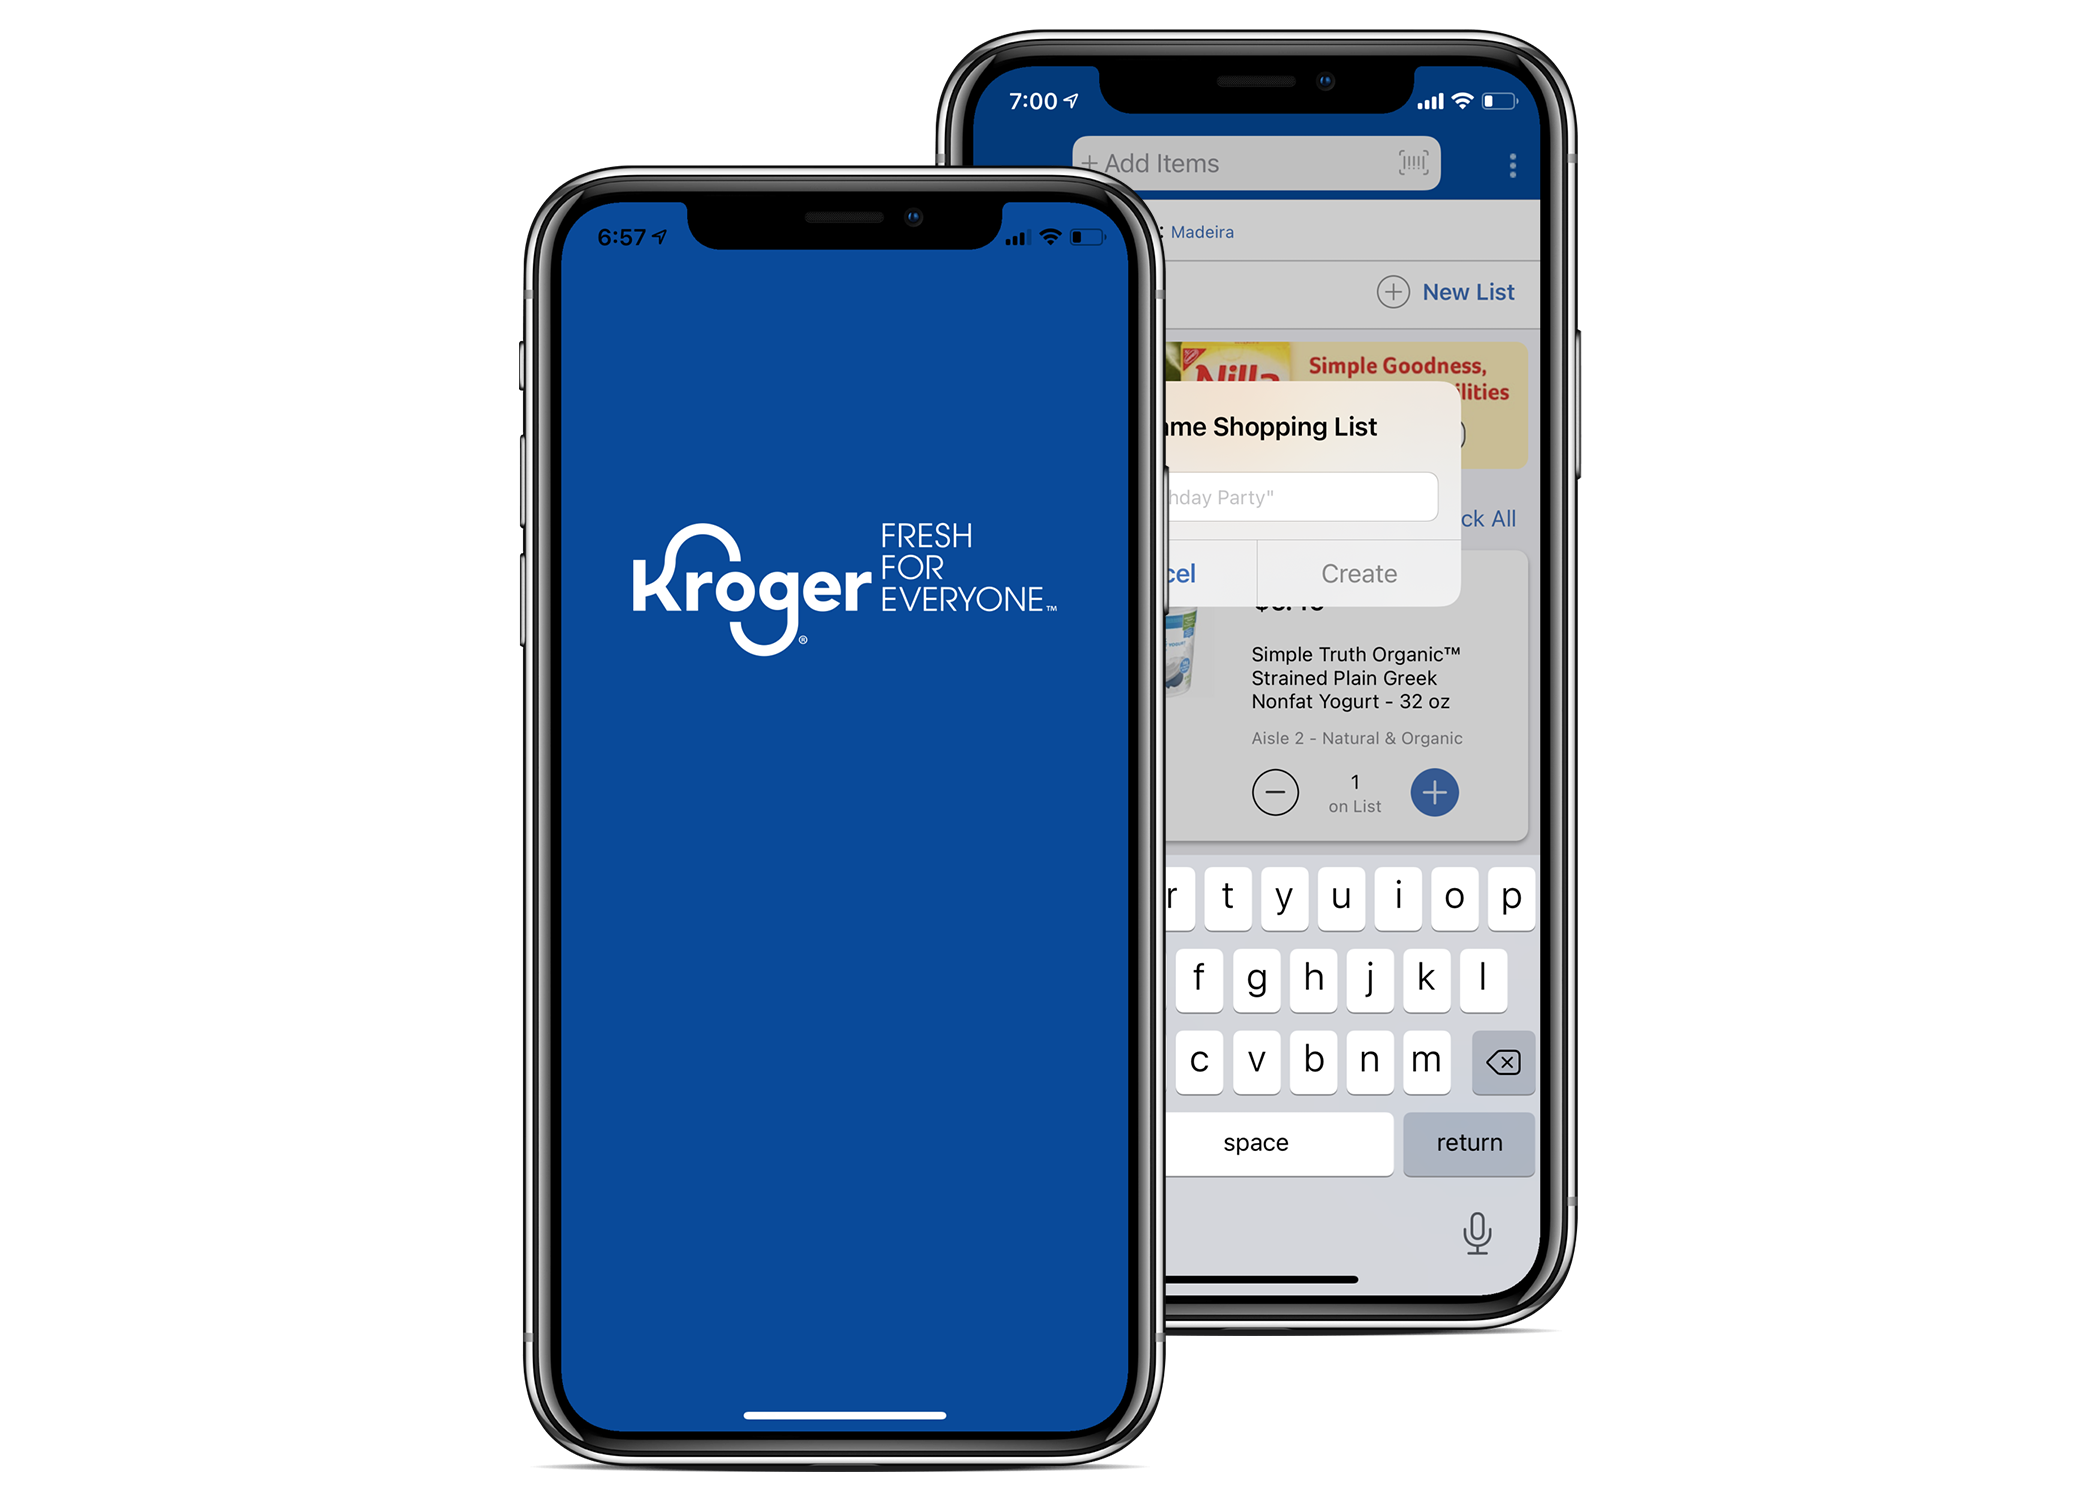 6:57
Kroger®
FRESH
FOR
EVERYONE™
7:00
+ Add Items
: Madeira
New List
Nilla
Simple Goodness,
ilities
me Shopping List
hday Party"
ck All
cel
Create
Simple Truth Organic™
Strained Plain Greek
Nonfat Yogurt - 32 oz
Aisle 2 - Natural & Organic
1
on List
r t y u i o p
f g h j k l
c v b n m
space
return